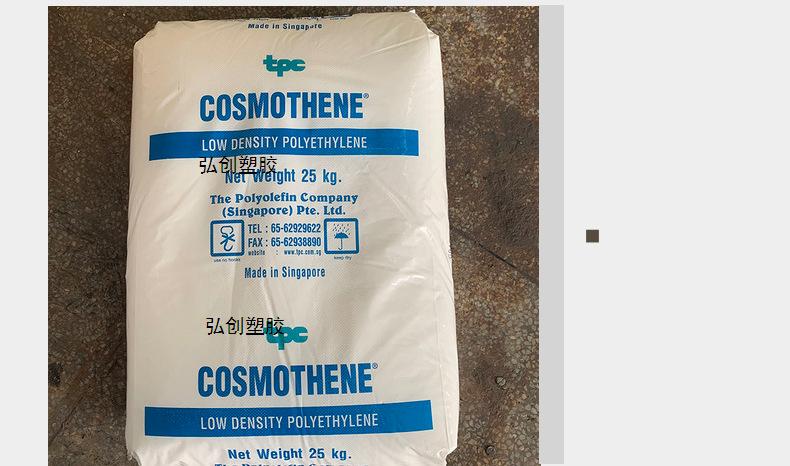 Made in Singapore
tpc
COSMOTHENE®
LOW DENSITY POLYETHYLENE
弘创塑胶
Net Weight 25 kg.
The Polyolefin Company
(Singapore) Pte. Ltd.
TEL : 65-62929622
FAX : 65-62938890
website : www.tpc.com.sg
use no hooks
keep dry
Made in Singapore
弘创塑胶
tpc
COSMOTHENE®
LOW DENSITY POLYETHYLENE
Net Weight 25 kg.